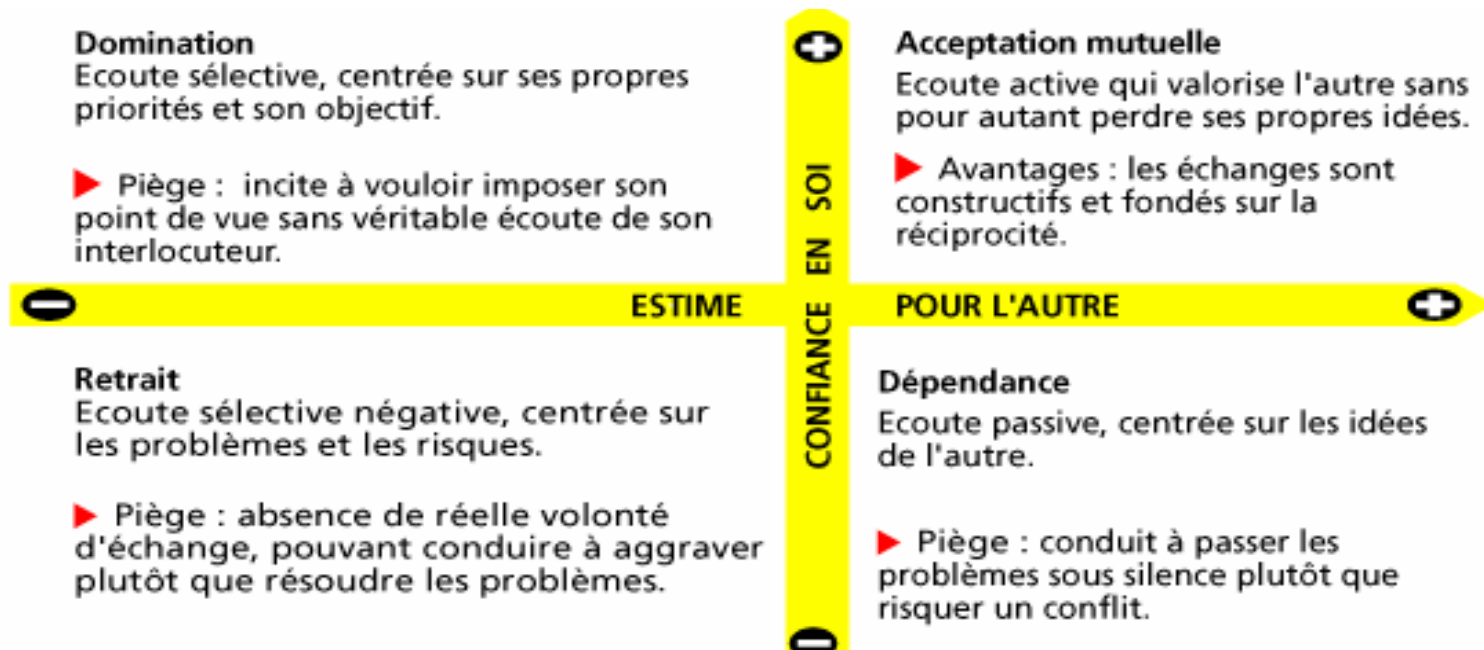 Domination
Ecoute sélective, centrée sur ses propres
priorités et son objectif.
Piège : incite à vouloir imposer son
point de vue sans véritable écoute de son
interlocuteur.
Acceptation mutuelle
Ecoute active qui valorise l'autre sans
pour autant perdre ses propres idées.
Avantages : les échanges sont
constructifs et fondés sur la
réciprocité.
CONFIANCE EN SOI
ESTIME POUR L'AUTRE
Retrait
Ecoute sélective négative, centrée sur
les problèmes et les risques.
Piège : absence de réelle volonté
d'échange, pouvant conduire à aggraver
plutôt que résoudre les problèmes.
Dépendance
Ecoute passive, centrée sur les idées
de l'autre.
Piège : conduit à passer les
problèmes sous silence plutôt que
risquer un conflit.